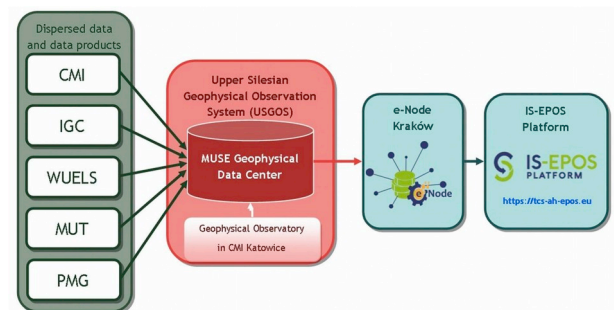 Dispersed data
and data products
CMI
IGC
WUELS
MUT
PMG
Upper Silesian
Geophysical Observation
System (USGOS)
MUSE Geophysical
Data Center
Geophysical Observatory
in CMI Katowice
e-Node
Kraków
e Node
IS-EPOS
Platform
IS-EPOS
PLATFORM
https://tcs-ah-epos.eu